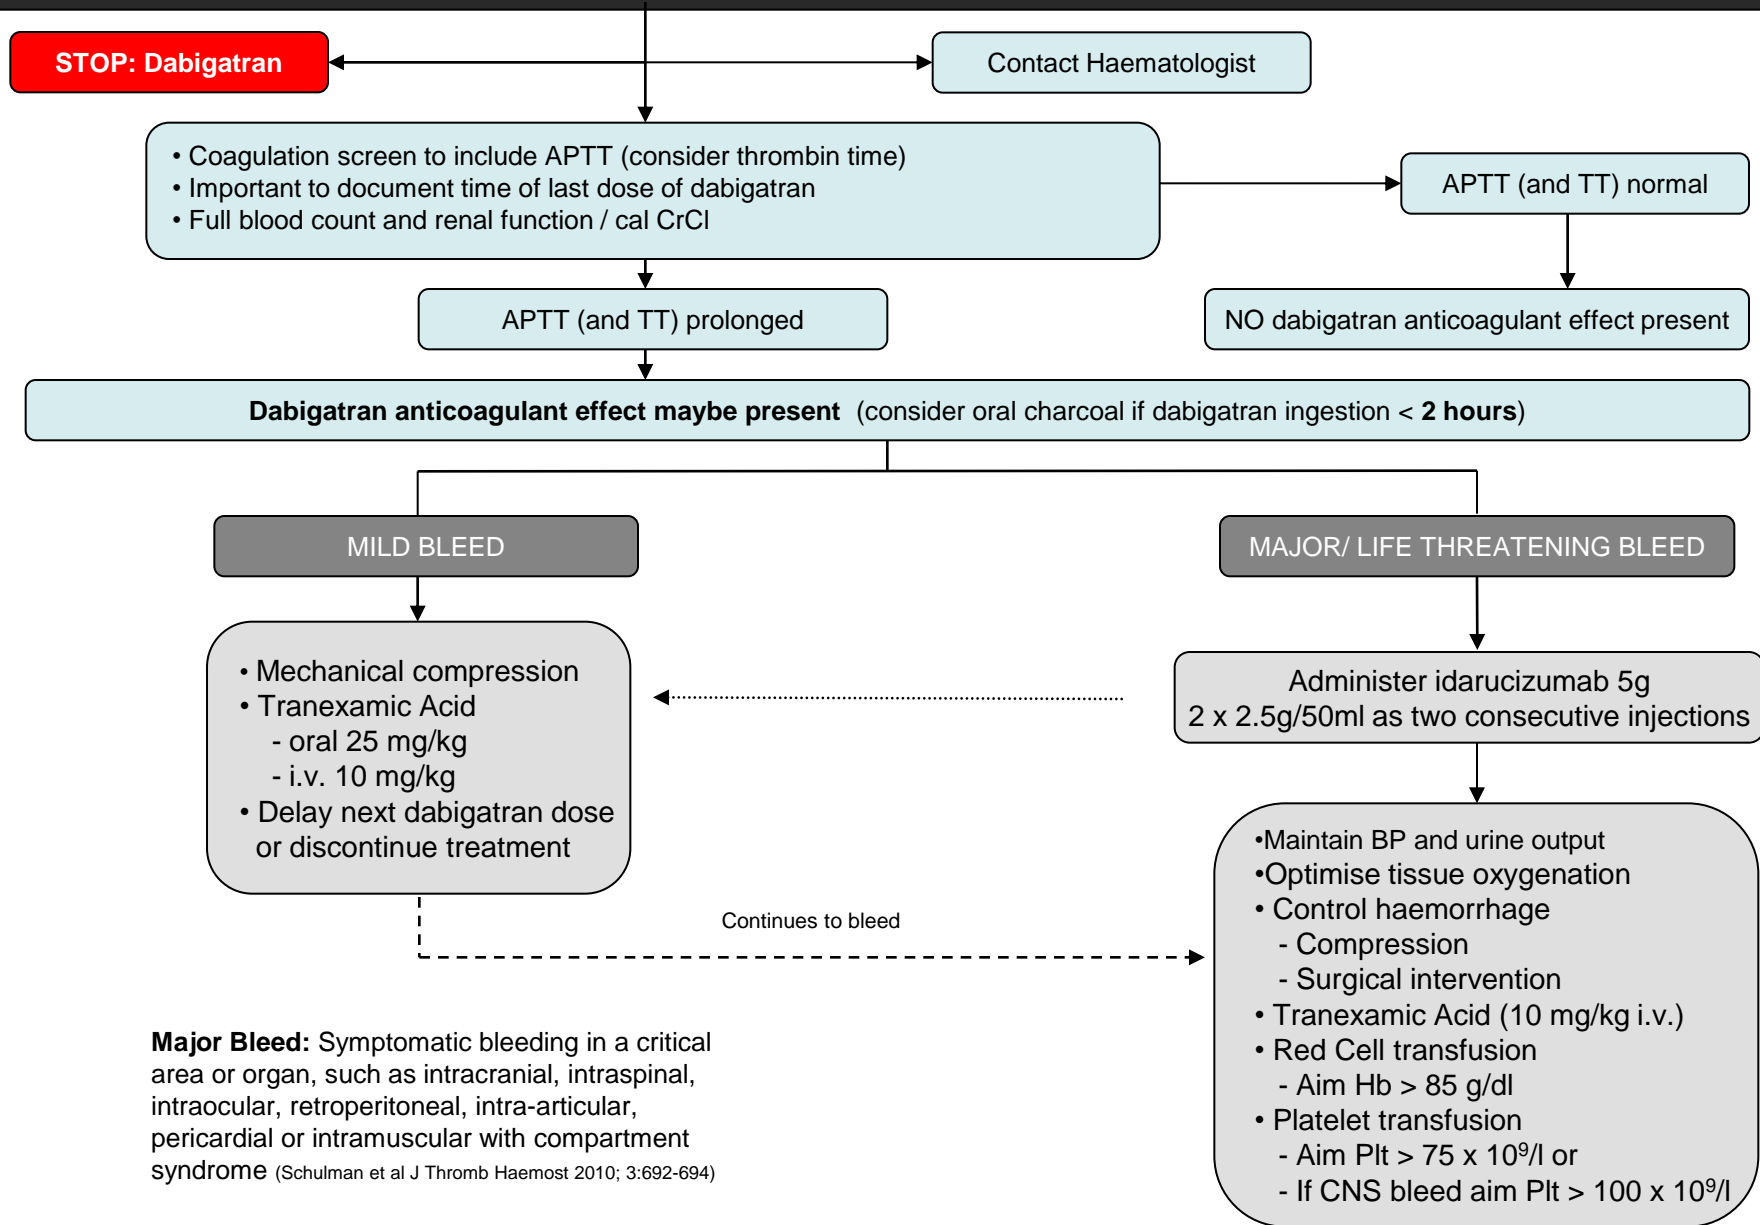 STOP: Dabigatran
Contact Haematologist
• Coagulation screen to include APTT (consider thrombin time)
• Important to document time of last dose of dabigatran
• Full blood count and renal function / cal CrCl
APTT (and TT) normal
APTT (and TT) prolonged
NO dabigatran anticoagulant effect present
Dabigatran anticoagulant effect maybe present (consider oral charcoal if dabigatran ingestion < 2 hours)
MILD BLEED
MAJOR/ LIFE THREATENING BLEED
• Mechanical compression
• Tranexamic Acid
- oral 25 mg/kg
- i.v. 10 mg/kg
• Delay next dabigatran dose
or discontinue treatment
Administer idarucizumab 5g
2 x 2.5g/50ml as two consecutive injections
Continues to bleed
•Maintain BP and urine output
•Optimise tissue oxygenation
• Control haemorrhage
- Compression
- Surgical intervention
• Tranexamic Acid (10 mg/kg i.v.)
• Red Cell transfusion
- Aim Hb > 85 g/dl
• Platelet transfusion
- Aim Plt > 75 x 10⁹/l or
- If CNS bleed aim Plt > 100 x 10⁹/l
Major Bleed: Symptomatic bleeding in a critical
area or organ, such as intracranial, intraspinal,
intraocular, retroperitoneal, intra-articular,
pericardial or intramuscular with compartment
syndrome (Schulman et al J Thromb Haemost 2010; 3:692-694)